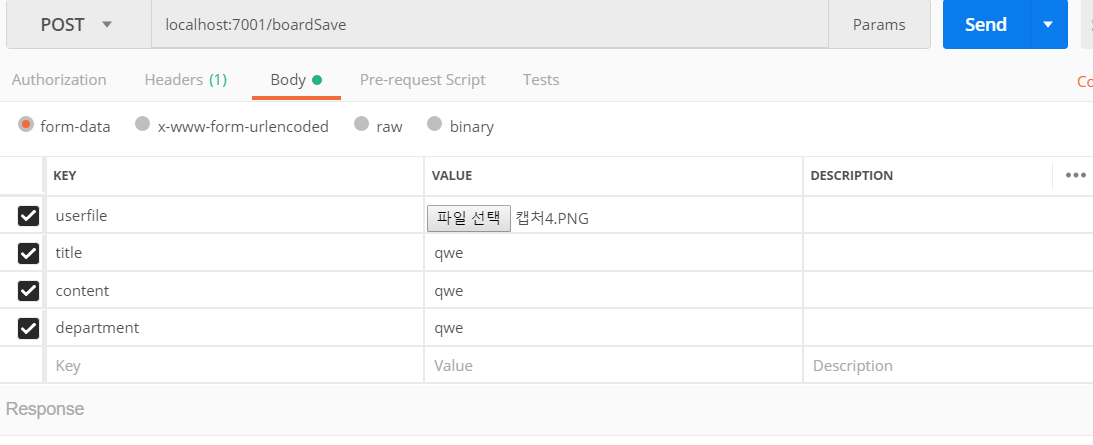 POST localhost:7001/boardSave Params Send
Authorization Headers (1) Body Pre-request Script Tests Co
form-data x-www-form-urlencoded raw binary
KEY VALUE DESCRIPTION
userfile 파일 선택 캡처4.PNG
title qwe
content qwe
department qwe
Key Value Description
Response